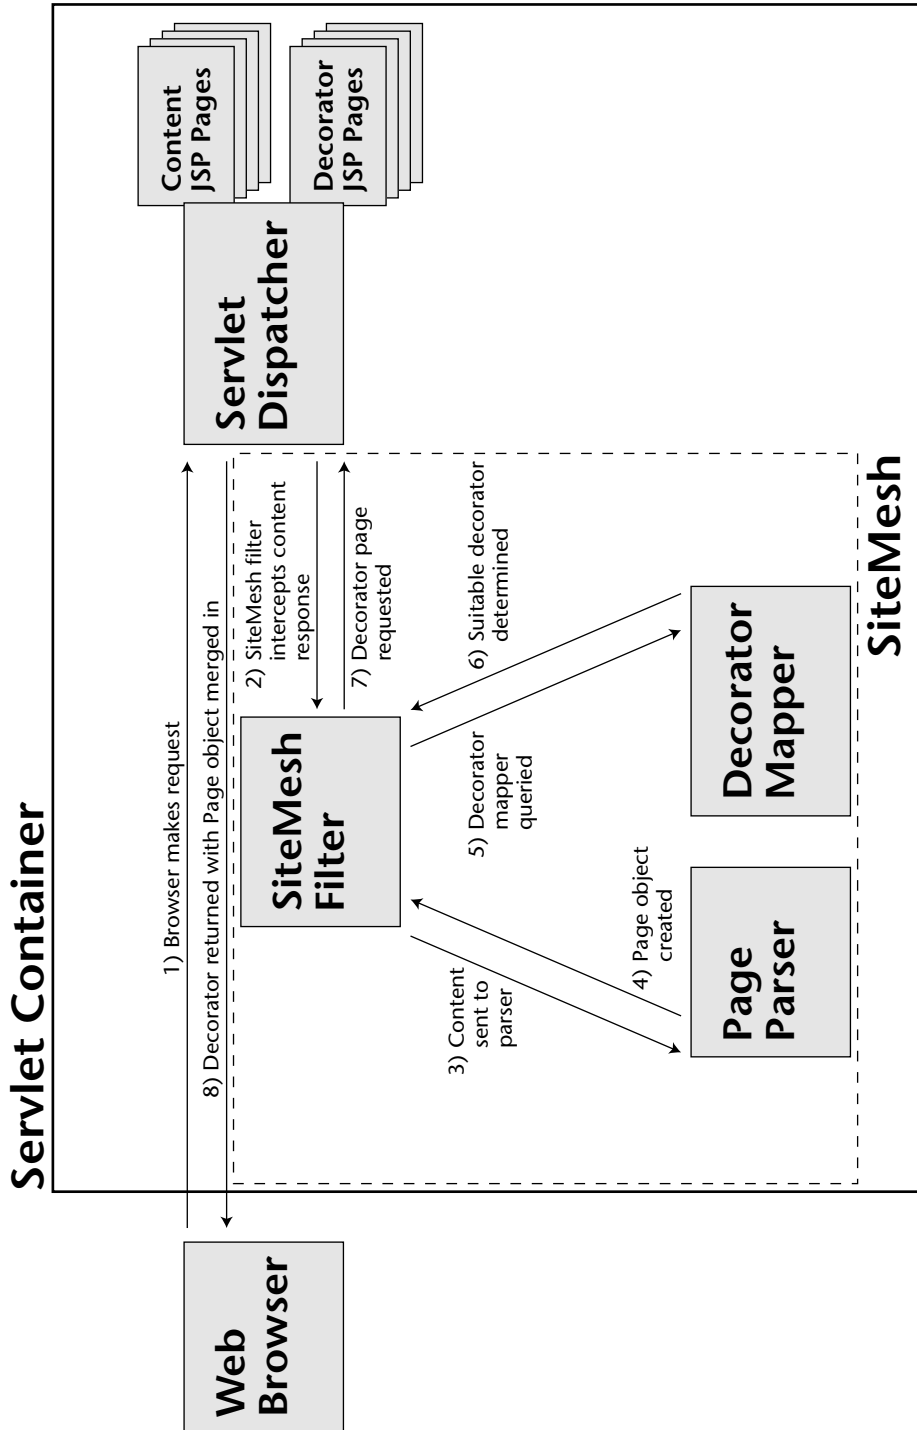 Servlet Container
Web
Browser
1) Browser makes request
8) Decorator returned with Page object merged in
Servlet
Dispatcher
Content
JSP Pages
Decorator
JSP Pages
2) SiteMesh filter
intercepts content
response
7) Decorator page
requested
SiteMesh
Filter
3) Content
sent to
parser
4) Page object
created
5) Decorator
mapper
queried
6) Suitable decorator
determined
Page
Parser
Decorator
Mapper
SiteMesh